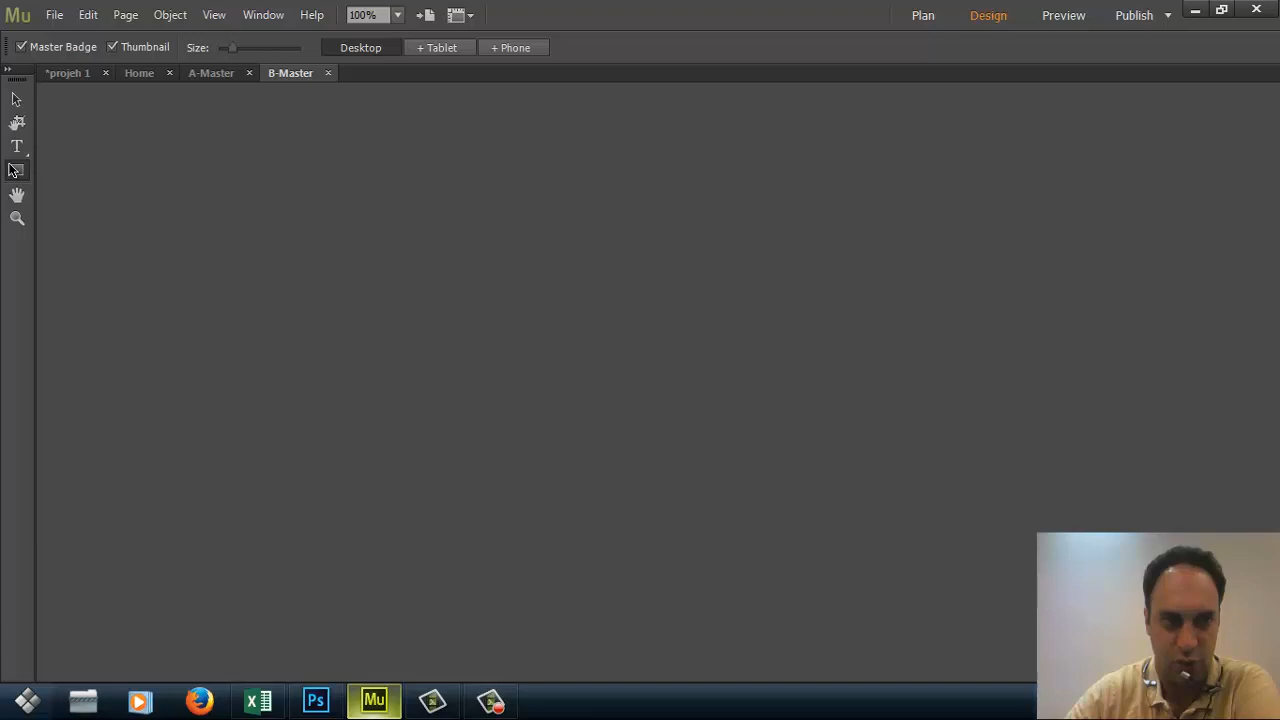 Mu File Edit Page Object View Window Help 100% Plan Design Preview Publish
Master Badge Thumbnail Size: Desktop + Tablet + Phone
*projeh 1 Home A-Master B-Master
T
Ps Mu